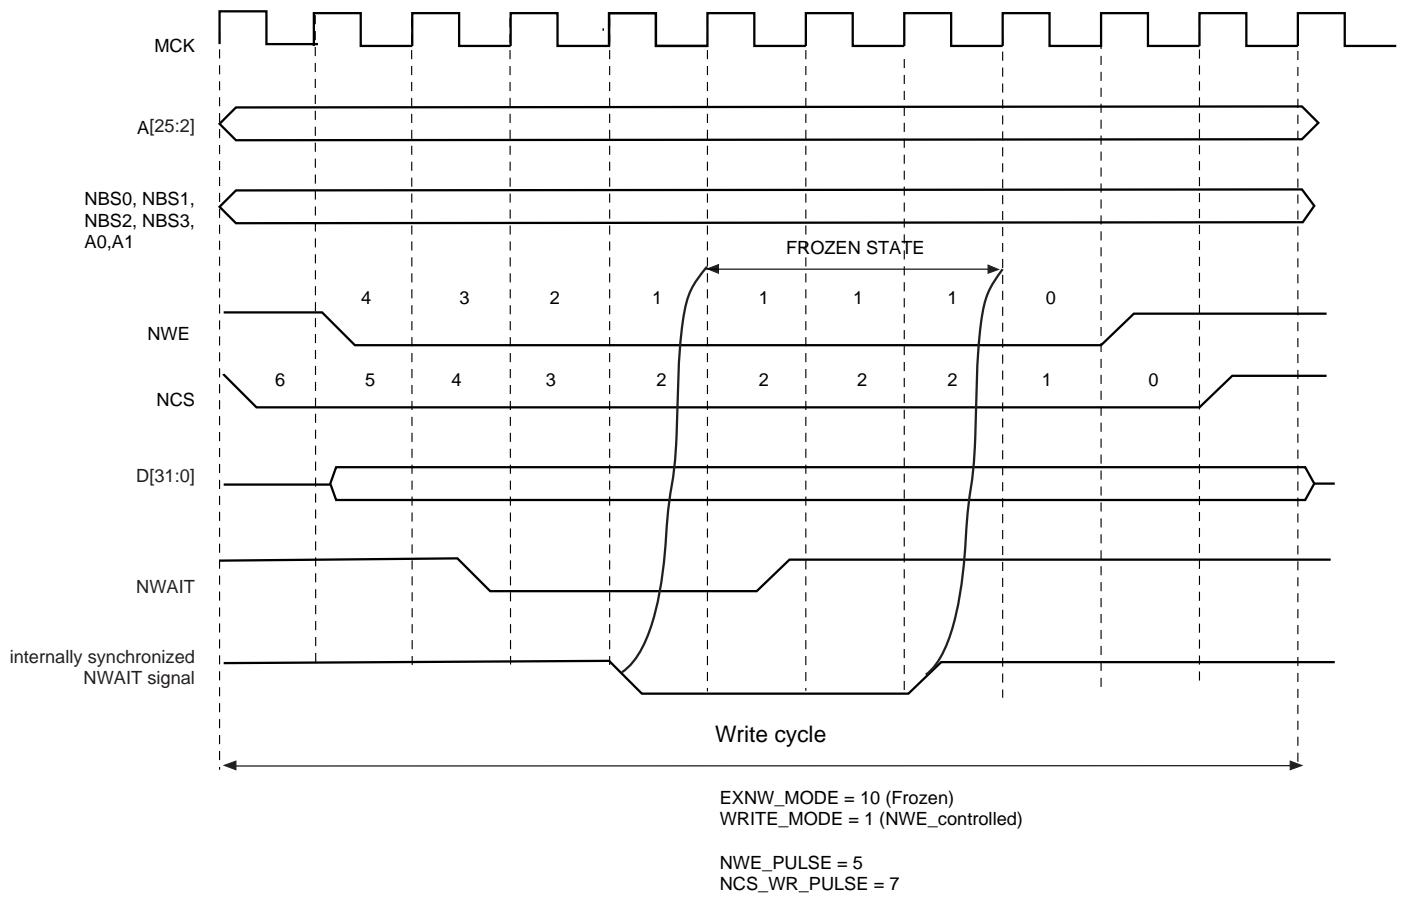 MCK
A[25:2]
NBS0, NBS1,
NBS2, NBS3,
A0,A1
FROZEN STATE
4 3 2 1 1 1 1 0
NWE
6 5 4 3 2 2 2 2 1 0
NCS
D[31:0]
NWAIT
internally synchronized
NWAIT signal
Write cycle
EXNW_MODE = 10 (Frozen)
WRITE_MODE = 1 (NWE_controlled)
NWE_PULSE = 5
NCS_WR_PULSE = 7